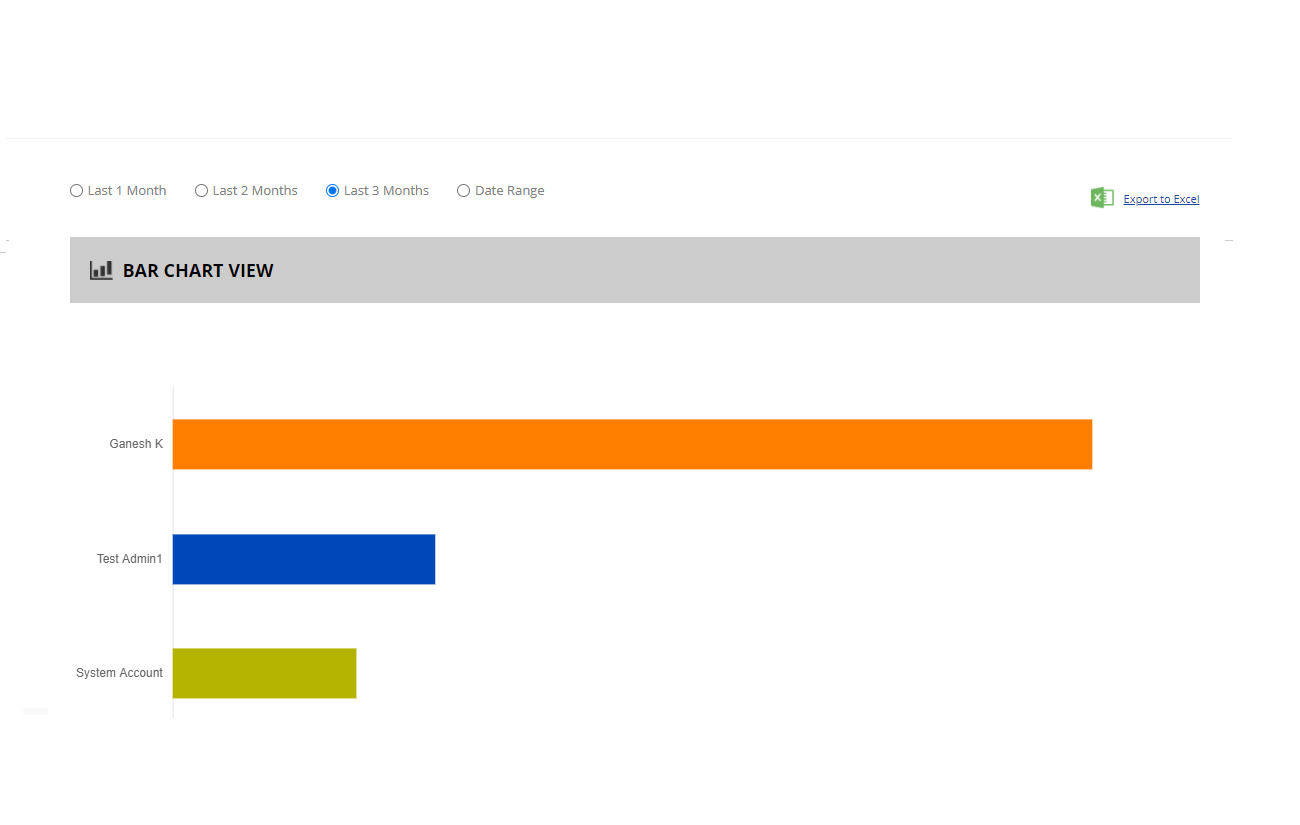 Last 1 Month Last 2 Months Last 3 Months Date Range
Export to Excel
BAR CHART VIEW
Ganesh K
Test Admin1
System Account